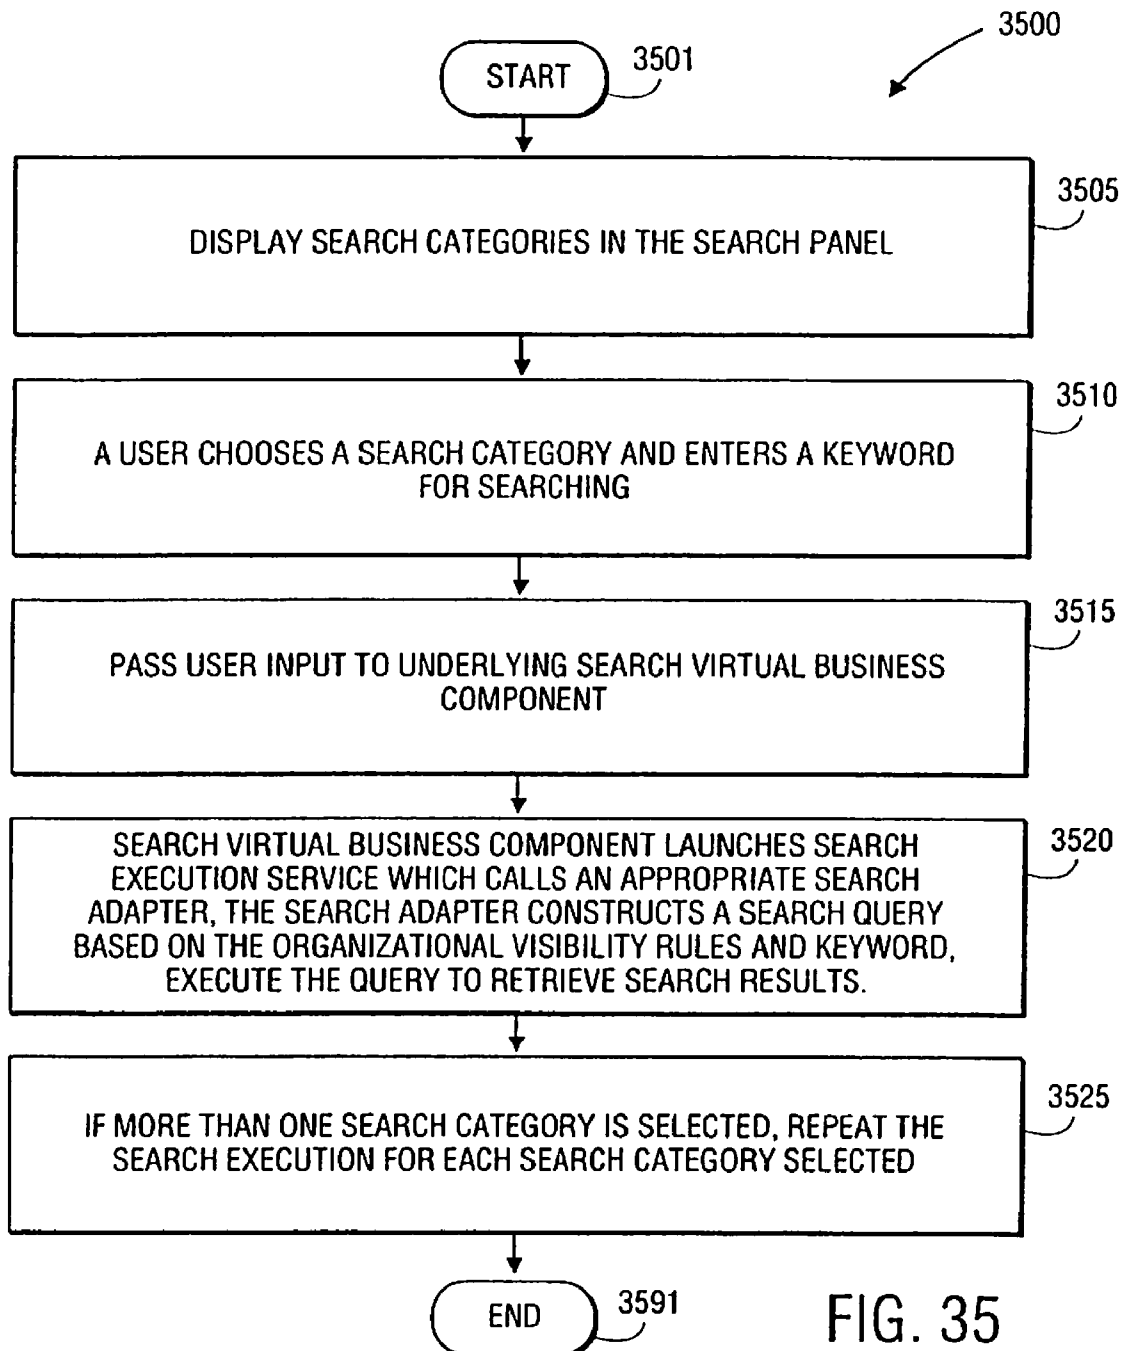 3500
START
3501
DISPLAY SEARCH CATEGORIES IN THE SEARCH PANEL
3505
A USER CHOOSES A SEARCH CATEGORY AND ENTERS A KEYWORD
FOR SEARCHING
3510
PASS USER INPUT TO UNDERLYING SEARCH VIRTUAL BUSINESS
COMPONENT
3515
SEARCH VIRTUAL BUSINESS COMPONENT LAUNCHES SEARCH
EXECUTION SERVICE WHICH CALLS AN APPROPRIATE SEARCH
ADAPTER, THE SEARCH ADAPTER CONSTRUCTS A SEARCH QUERY
BASED ON THE ORGANIZATIONAL VISIBILITY RULES AND KEYWORD,
EXECUTE THE QUERY TO RETRIEVE SEARCH RESULTS.
3520
IF MORE THAN ONE SEARCH CATEGORY IS SELECTED, REPEAT THE
SEARCH EXECUTION FOR EACH SEARCH CATEGORY SELECTED
3525
END
3591
FIG. 35